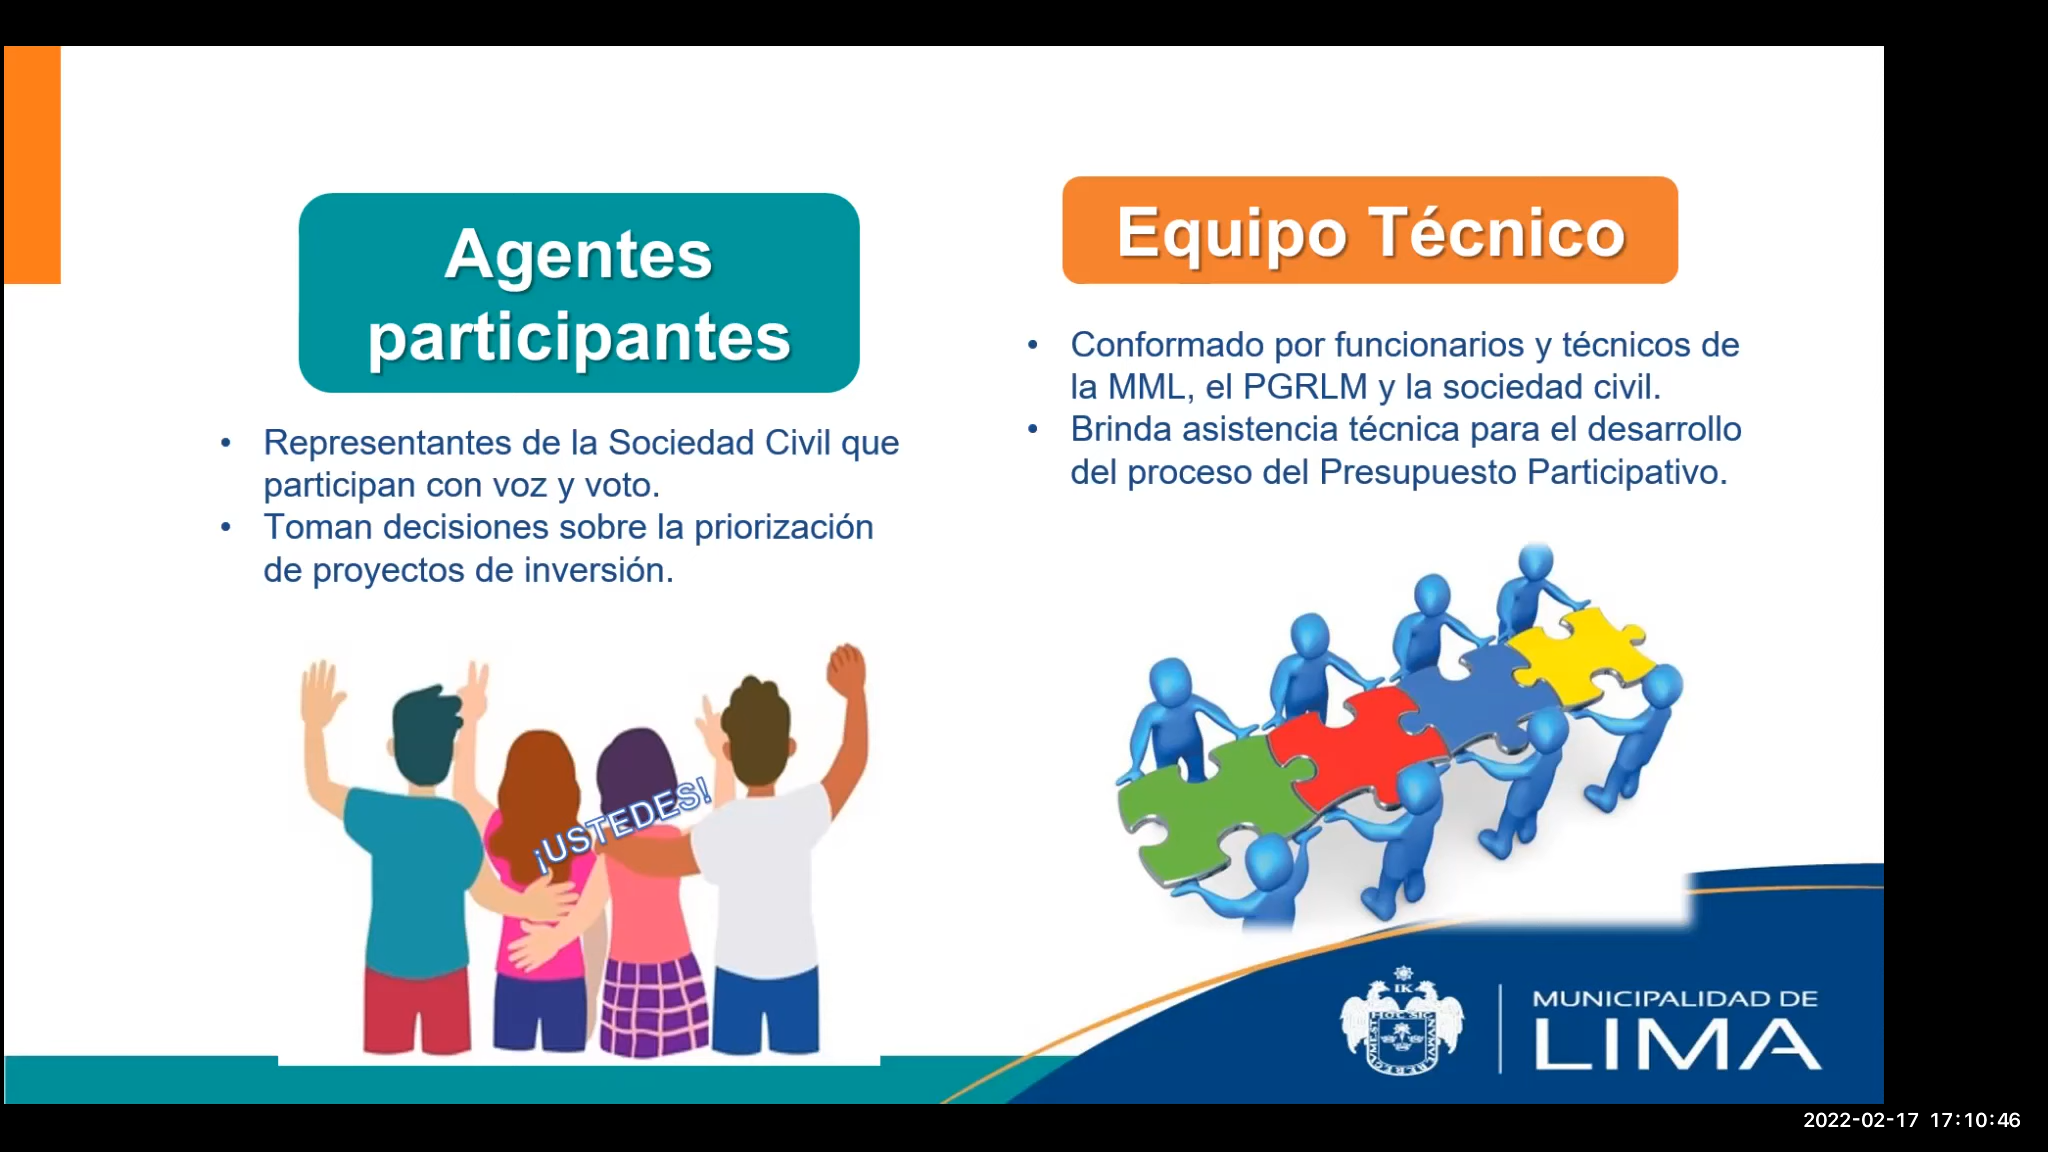 Agentes
participantes
• Representantes de la Sociedad Civil que
participan con voz y voto.
• Toman decisiones sobre la priorización
de proyectos de inversión.
¡USTEDES!
Equipo Técnico
• Conformado por funcionarios y técnicos de
la MML, el PGRLM y la sociedad civil.
• Brinda asistencia técnica para el desarrollo
del proceso del Presupuesto Participativo.
IK
MUNICIPALIDAD DE
LIMA
2022-02-17 17:10:46